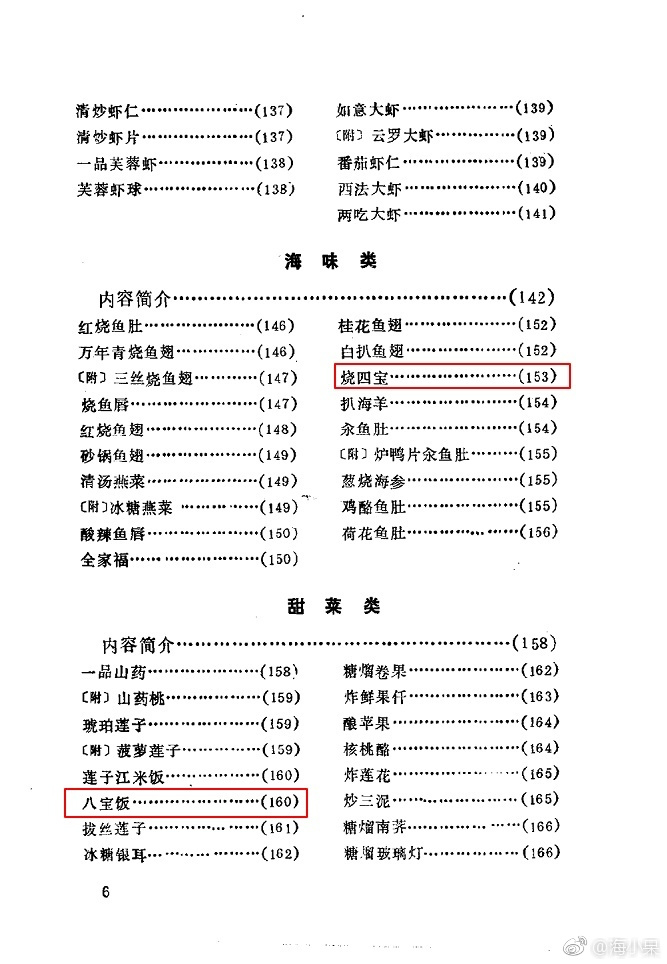 清炒虾仁……………………(137)
清炒虾片……………………(137)
一品芙蓉虾…………………(138)
芙蓉虾球……………………(138)
如意大虾……………………(139)
〔附〕云罗大虾………………(139)
番茄虾仁……………………(139)
西法大虾……………………(140)
两吃大虾……………………(141)
海味类
内容简介……………………(142)
红烧鱼肚……………………(146)
万年青烧鱼翅………………(146)
〔附〕三丝烧鱼翅……………(147)
烧鱼唇………………………(147)
红烧鱼翅……………………(148)
砂锅鱼翅……………………(149)
清汤燕菜……………………(149)
〔附〕冰糖燕菜………………(149)
酸辣鱼唇……………………(150)
全家福………………………(150)
桂花鱼翅……………………(152)
白扒鱼翅……………………(152)
烧四宝………………………(153)
扒海羊………………………(154)
汆鱼肚………………………(154)
〔附〕炉鸭片汆鱼肚…………(155)
葱烧海参……………………(155)
鸡酪鱼肚……………………(155)
荷花鱼肚……………………(156)
甜菜类
内容简介……………………(158)
一品山药……………………(158)
〔附〕山药桃…………………(159)
琥珀莲子……………………(159)
〔附〕菠萝莲子………………(159)
莲子江米饭…………………(160)
八宝饭………………………(160)
拔丝莲子……………………(161)
冰糖银耳……………………(162)
糖熘卷果……………………(162)
炸鲜果仟……………………(163)
酿苹果………………………(164)
核桃酪………………………(164)
炸莲花………………………(165)
炒三泥………………………(165)
糖熘南荠……………………(166)
糖熘玻璃灯…………………(166)
6
@海小呆